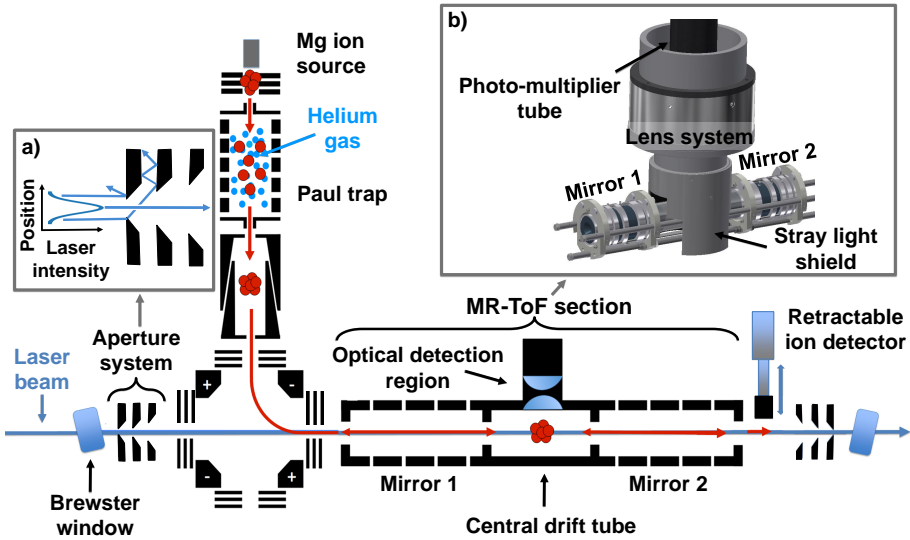 Mg ion
source
Helium
gas
Paul trap
a)
Position
Laser
intensity
b)
Photo-multiplier
tube
Lens system
Mirror 1
Mirror 2
Stray light
shield
MR-ToF section
Aperture
system
Laser
beam
Optical detection
region
Retractable
ion detector
+
-
-
+
Brewster
window
Mirror 1
Mirror 2
Central drift tube